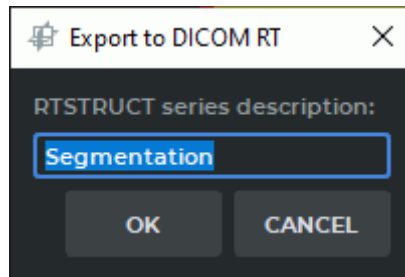 Export to DICOM RT
RTSTRUCT series description:
Segmentation
OK CANCEL